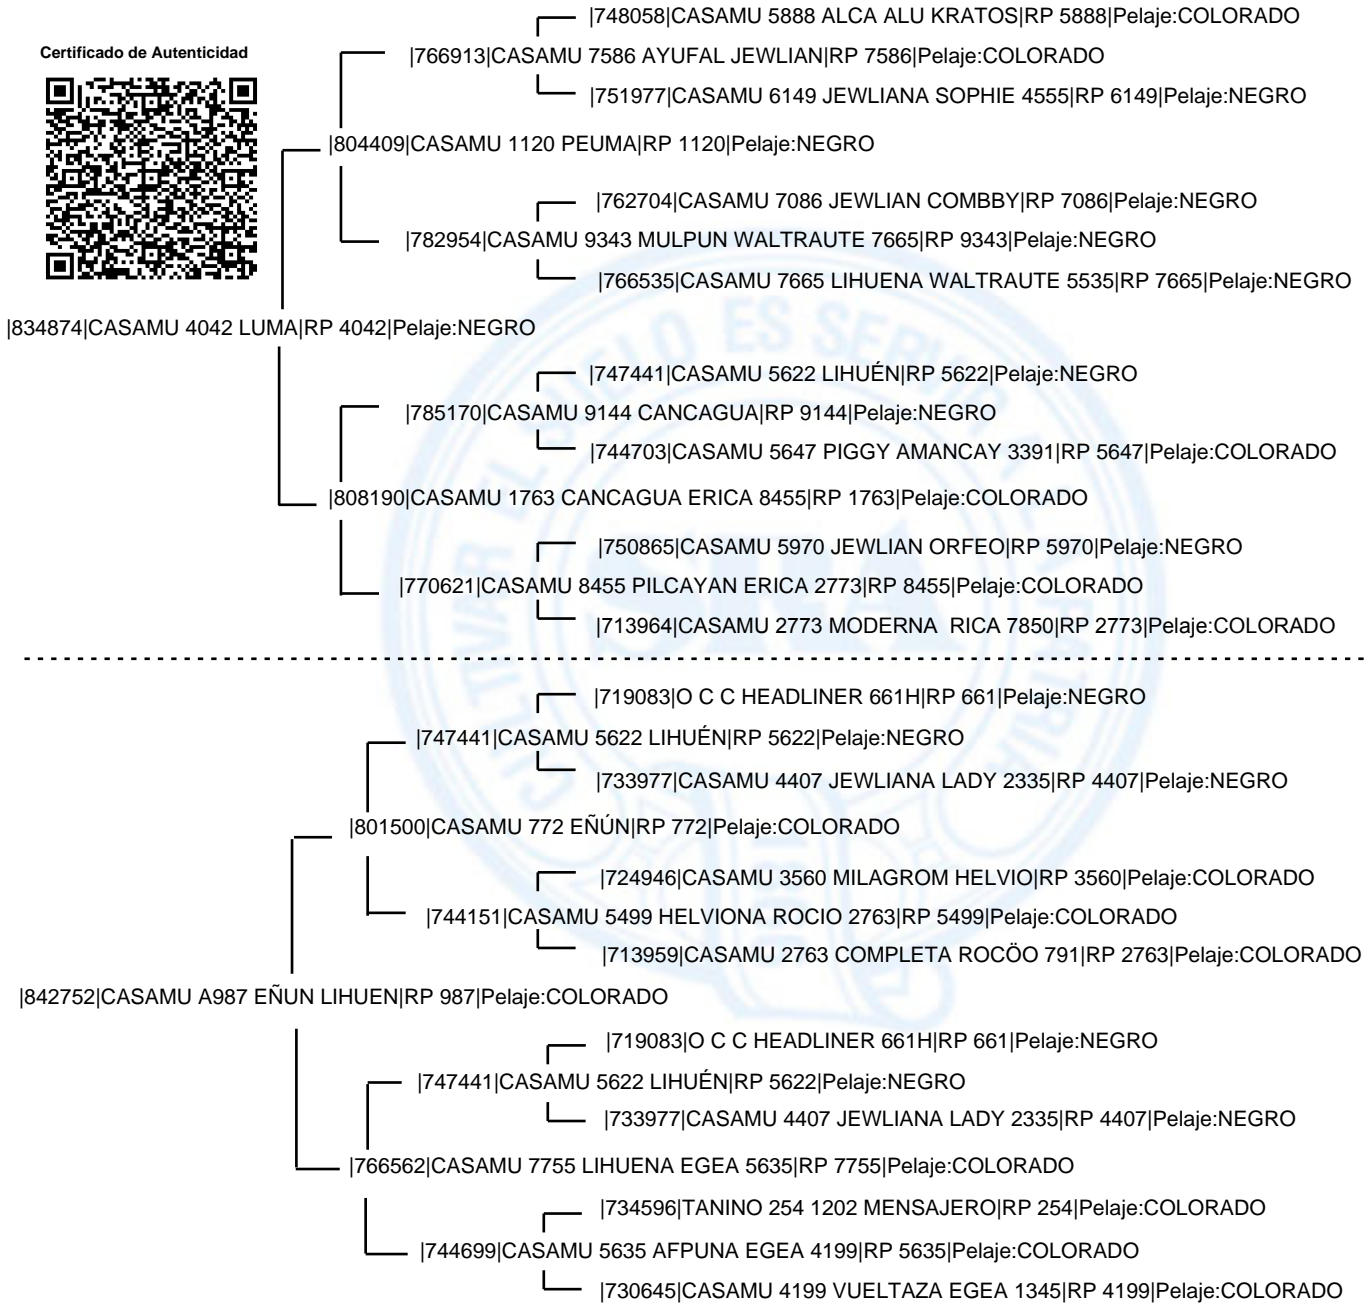 |748058|CASAMU 5888 ALCA ALU KRATOS|RP 5888|Pelaje:COLORADO
Certificado de Autenticidad
|766913|CASAMU 7586 AYUFAL JEWLIAN|RP 7586|Pelaje:COLORADO
|751977|CASAMU 6149 JEWLIANA SOPHIE 4555|RP 6149|Pelaje:NEGRO
|804409|CASAMU 1120 PEUMA|RP 1120|Pelaje:NEGRO
|762704|CASAMU 7086 JEWLIAN COMBBY|RP 7086|Pelaje:NEGRO
|782954|CASAMU 9343 MULPUN WALTRAUTE 7665|RP 9343|Pelaje:NEGRO
|766535|CASAMU 7665 LIHUENA WALTRAUTE 5535|RP 7665|Pelaje:NEGRO
|834874|CASAMU 4042 LUMA|RP 4042|Pelaje:NEGRO
|747441|CASAMU 5622 LIHUÉN|RP 5622|Pelaje:NEGRO
|785170|CASAMU 9144 CANCAGUA|RP 9144|Pelaje:NEGRO
|744703|CASAMU 5647 PIGGY AMANCAY 3391|RP 5647|Pelaje:COLORADO
|808190|CASAMU 1763 CANCAGUA ERICA 8455|RP 1763|Pelaje:COLORADO
|750865|CASAMU 5970 JEWLIAN ORFEO|RP 5970|Pelaje:NEGRO
|770621|CASAMU 8455 PILCAYAN ERICA 2773|RP 8455|Pelaje:COLORADO
|713964|CASAMU 2773 MODERNA  RICA 7850|RP 2773|Pelaje:COLORADO
|719083|O C C HEADLINER 661H|RP 661|Pelaje:NEGRO
|747441|CASAMU 5622 LIHUÉN|RP 5622|Pelaje:NEGRO
|733977|CASAMU 4407 JEWLIANA LADY 2335|RP 4407|Pelaje:NEGRO
|801500|CASAMU 772 EÑÚN|RP 772|Pelaje:COLORADO
|724946|CASAMU 3560 MILAGROM HELVIO|RP 3560|Pelaje:COLORADO
|744151|CASAMU 5499 HELVIONA ROCIO 2763|RP 5499|Pelaje:COLORADO
|713959|CASAMU 2763 COMPLETA ROCÖO 791|RP 2763|Pelaje:COLORADO
|842752|CASAMU A987 EÑUN LIHUEN|RP 987|Pelaje:COLORADO
|719083|O C C HEADLINER 661H|RP 661|Pelaje:NEGRO
|747441|CASAMU 5622 LIHUÉN|RP 5622|Pelaje:NEGRO
|733977|CASAMU 4407 JEWLIANA LADY 2335|RP 4407|Pelaje:NEGRO
|766562|CASAMU 7755 LIHUENA EGEA 5635|RP 7755|Pelaje:COLORADO
|734596|TANINO 254 1202 MENSAJERO|RP 254|Pelaje:COLORADO
|744699|CASAMU 5635 AFPUNA EGEA 4199|RP 5635|Pelaje:COLORADO
|730645|CASAMU 4199 VUELTAZA EGEA 1345|RP 4199|Pelaje:COLORADO
CULTIVAR EL SUELO ES SERVIR A LA PATRIA